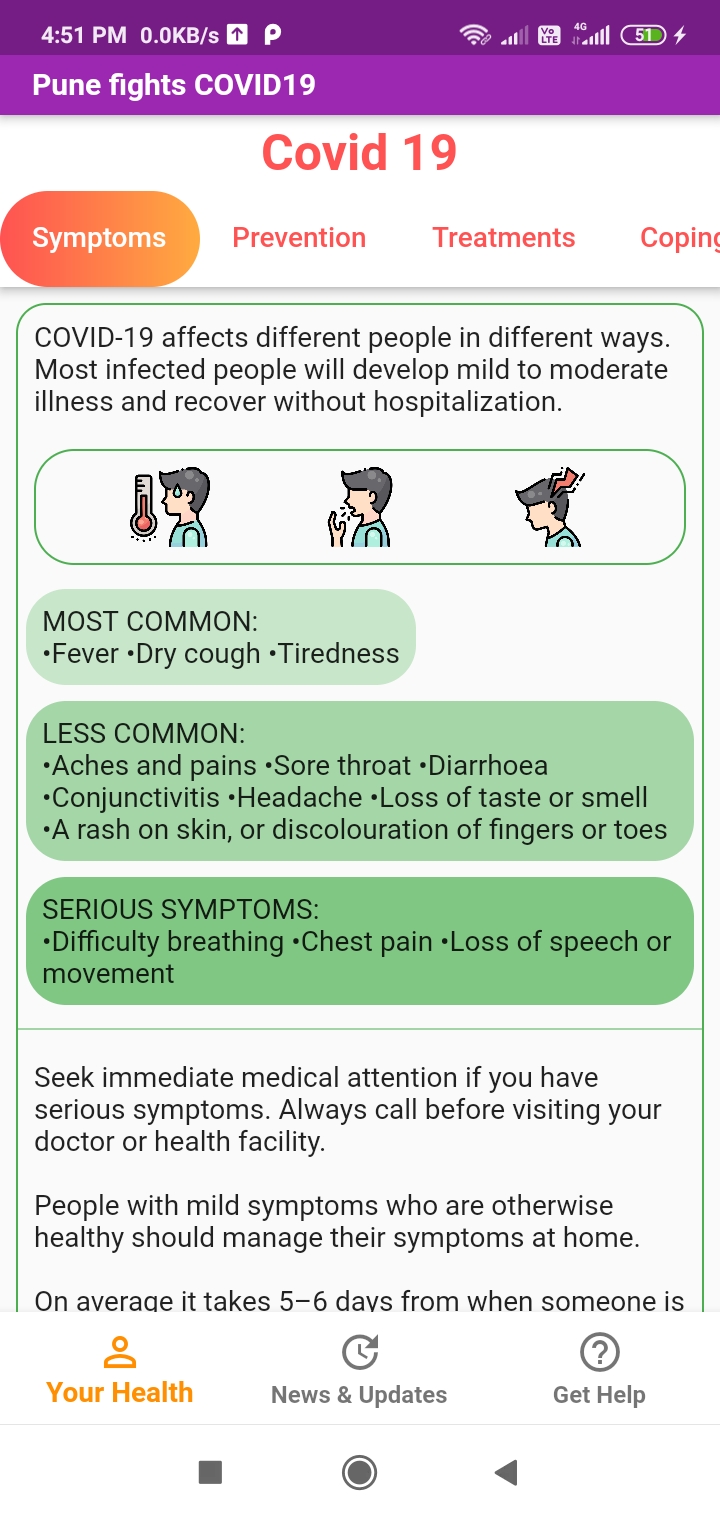 4:51 PM 0.0KB/s
Vo LTE 4G 51
Pune fights COVID19
Covid 19
Symptoms Prevention Treatments Coping
COVID-19 affects different people in different ways.
Most infected people will develop mild to moderate
illness and recover without hospitalization.
MOST COMMON:
•Fever •Dry cough •Tiredness
LESS COMMON:
•Aches and pains •Sore throat •Diarrhoea
•Conjunctivitis •Headache •Loss of taste or smell
•A rash on skin, or discolouration of fingers or toes
SERIOUS SYMPTOMS:
•Difficulty breathing •Chest pain •Loss of speech or
movement
Seek immediate medical attention if you have
serious symptoms. Always call before visiting your
doctor or health facility.
People with mild symptoms who are otherwise
healthy should manage their symptoms at home.
On average it takes 5–6 days from when someone is
Your Health News & Updates Get Help